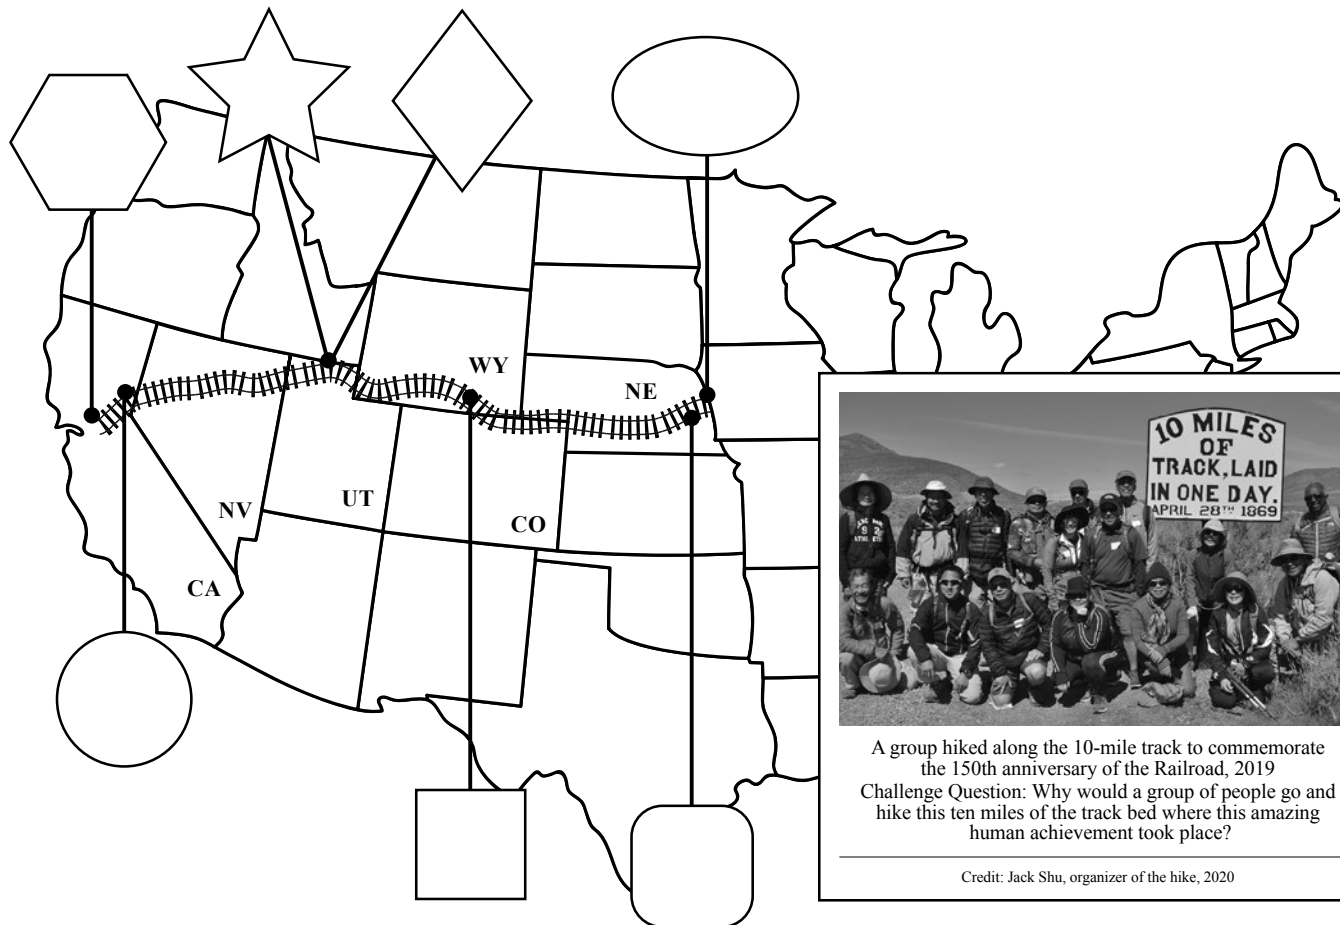 WY
NE
NV
UT
CO
CA
10 MILES
OF
TRACK, LAID
IN ONE DAY.
APRIL 28TH 1869
A group hiked along the 10-mile track to commemorate
the 150th anniversary of the Railroad, 2019
Challenge Question: Why would a group of people go and
hike this ten miles of the track bed where this amazing
human achievement took place?
Credit: Jack Shu, organizer of the hike, 2020